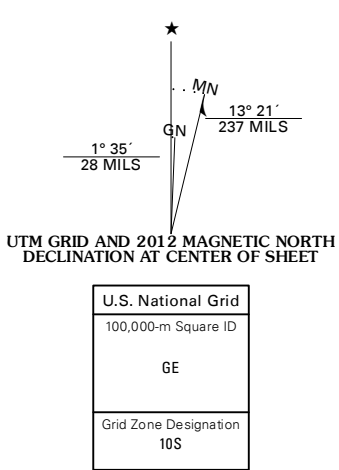 ★
MN
13° 21´
237 MILS
GN
1° 35´
28 MILS
UTM GRID AND 2012 MAGNETIC NORTH
DECLINATION AT CENTER OF SHEET
U.S. National Grid
100,000-m Square ID
GE
Grid Zone Designation
10S